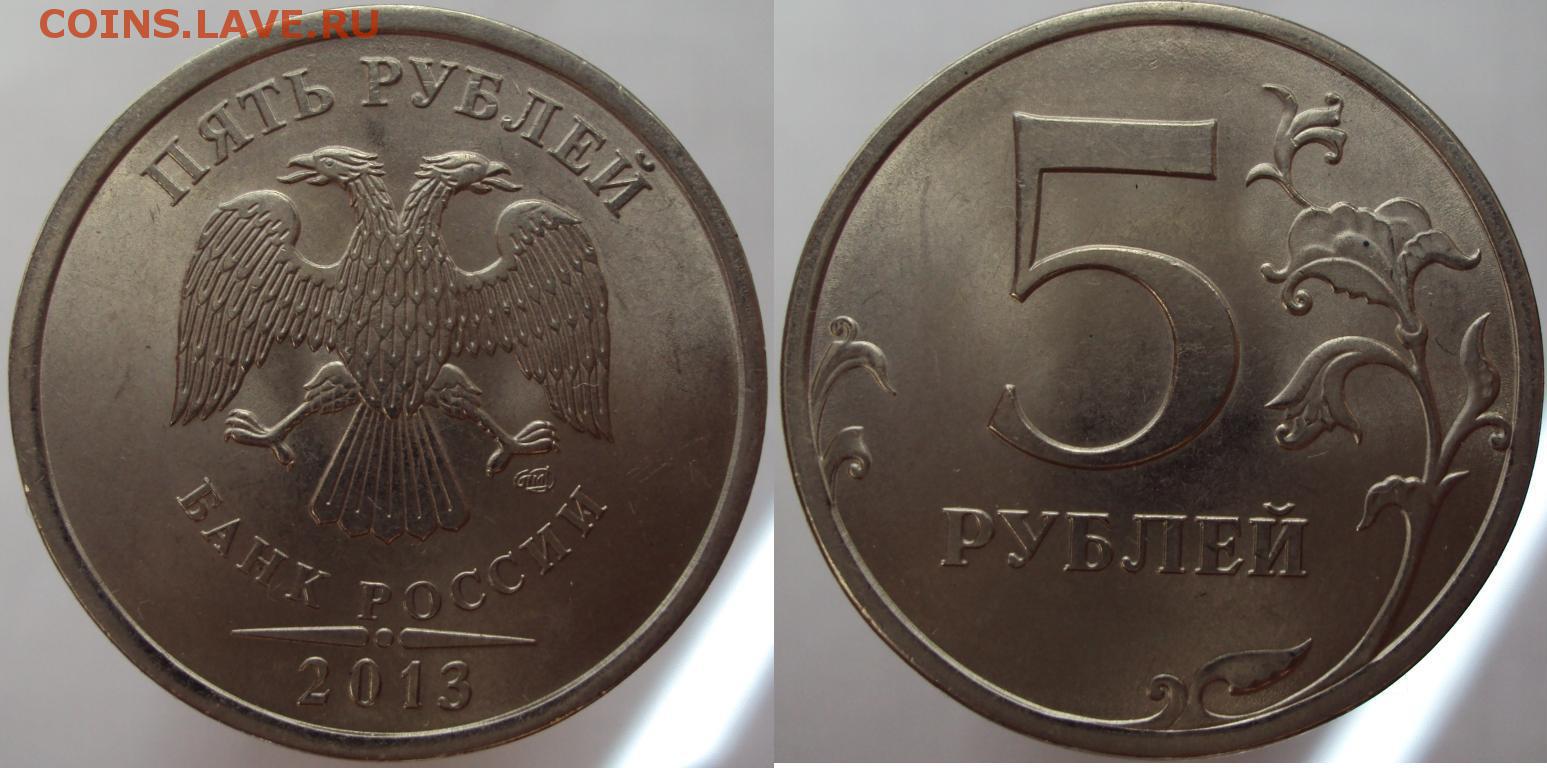 COINS.LAVE.RU
ПЯТЬ РУБЛЕЙ
БАНК РОССИИ
2013
5
РУБЛЕЙ